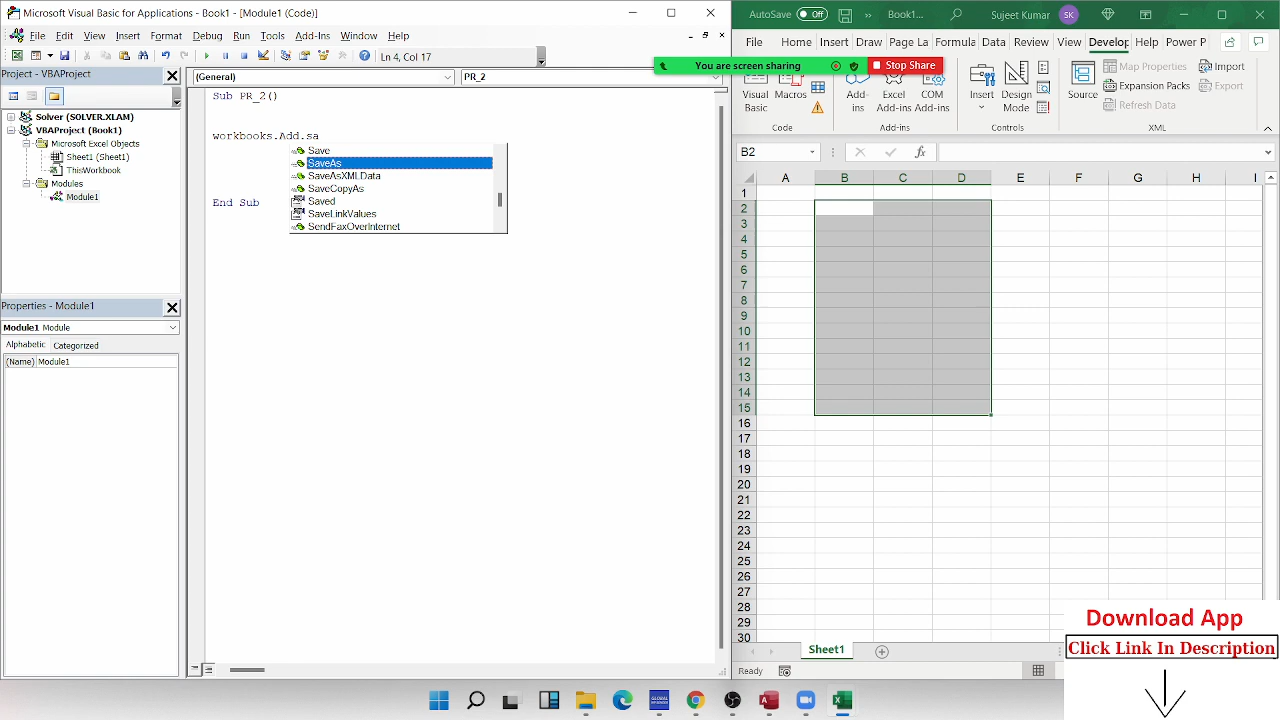 Microsoft Visual Basic for Applications - Book1 - [Module1 (Code)]
File Edit View Insert Format Debug Run Tools Add-Ins Window Help
Ln 4, Col 17
Project - VBAProject
Solver (SOLVER.XLAM)
VBAProject (Book1)
Microsoft Excel Objects
Sheet1 (Sheet1)
ThisWorkbook
Modules
Module1
Properties - Module1
Module1 Module
Alphabetic Categorized
(Name) Module1
(General) PR_2
Sub PR_2()
workbooks.Add.sa
Save
SaveAs
SaveAsXMLData
SaveCopyAs
Saved
SaveLinkValues
SendFaxOverInternet
End Sub
AutoSave Off Book1... Sujeet Kumar SK
File Home Insert Draw Page La Formula Data Review View Develop Help Power P
You are screen sharing Stop Share
Visual Basic
Macros
Code
Add-ins
Excel Add-ins
COM Add-ins
Add-ins
Insert
Design Mode
Controls
Source
Map Properties
Expansion Packs
Refresh Data
Import
Export
XML
B2 fx
A B C D E F G H I
1
2
3
4
5
6
7
8
9
10
11
12
13
14
15
16
17
18
19
20
21
22
23
24
25
26
27
28
29
30
Sheet1
Ready
Download App
Click Link In Description